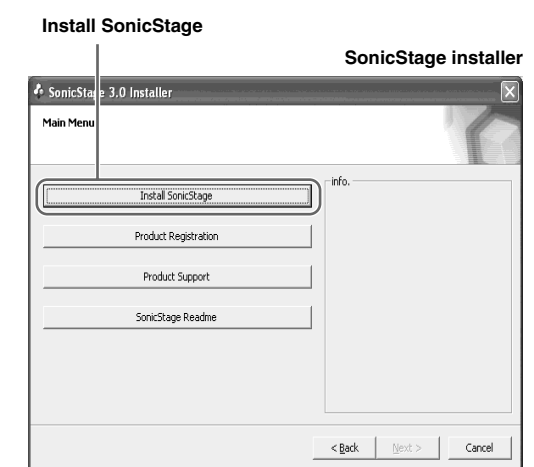 Install SonicStage
SonicStage installer
SonicStage 3.0 Installer
Main Menu
Install SonicStage
info.
Product Registration
Product Support
SonicStage Readme
< Back
Next >
Cancel